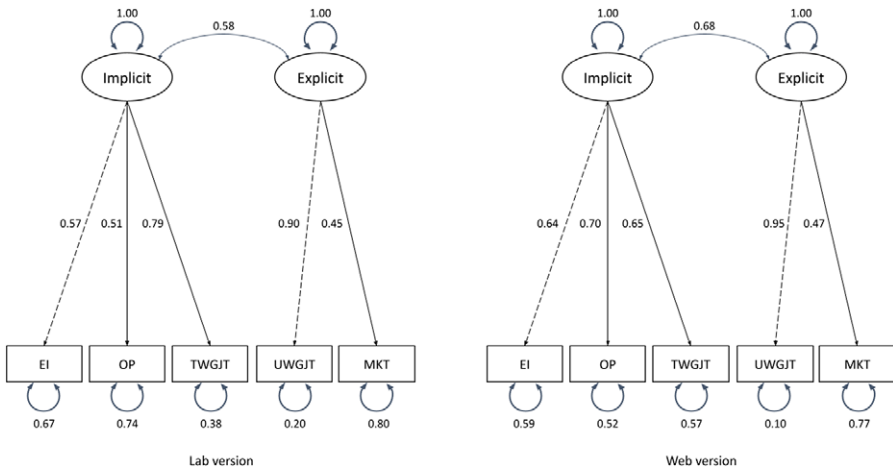 1.00 1.00 1.00 1.00
0.58 0.68
Implicit Explicit Implicit Explicit
0.57 0.51 0.79 0.90 0.45 0.64 0.70 0.65 0.95 0.47
EI OP TWGJT UWGJT MKT EI OP TWGJT UWGJT MKT
0.67 0.74 0.38 0.20 0.80 0.59 0.52 0.57 0.10 0.77
Lab version Web version